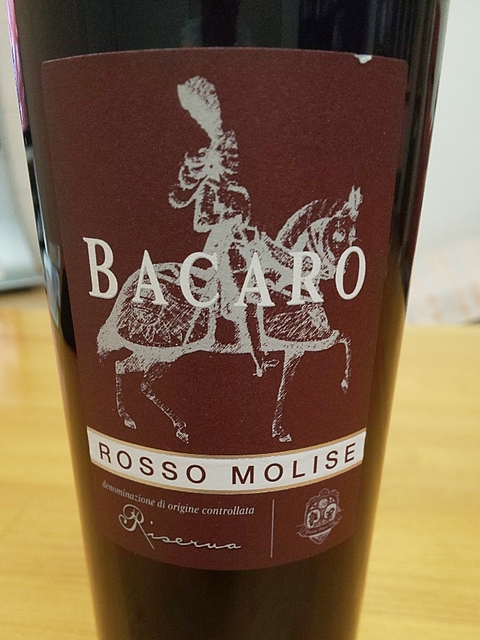 BACARO
ROSSO MOLISE
denominazione di origine controllata
Riserva